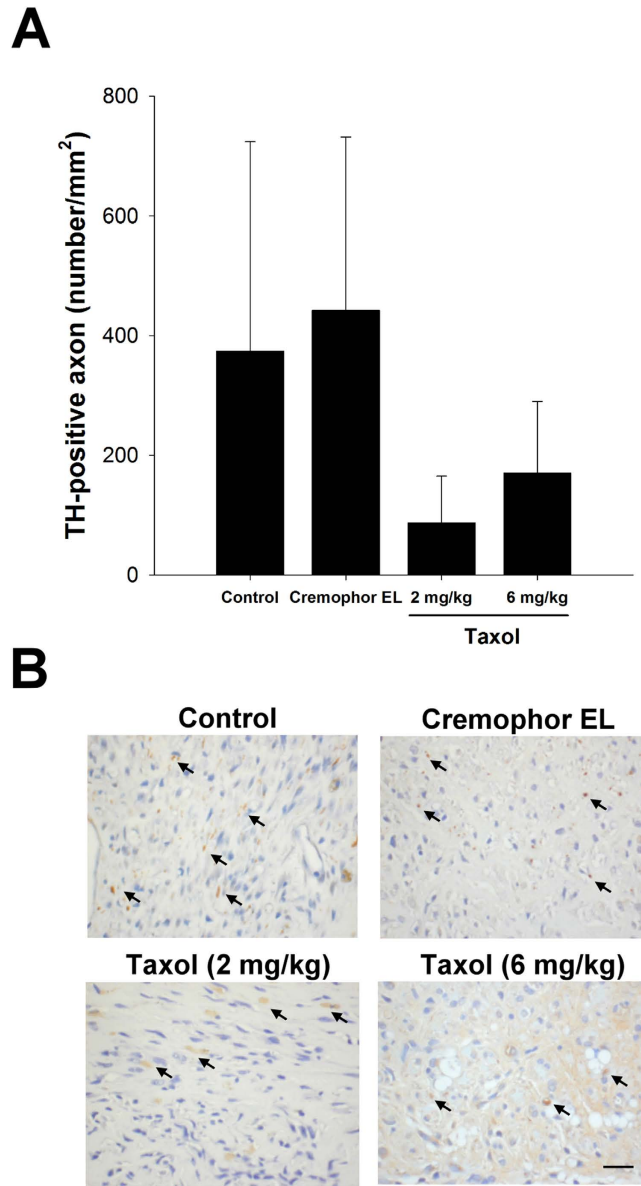 A
TH-positive axon (number/mm²)
800
600
400
200
0
Control Cremophor EL 2 mg/kg 6 mg/kg
Taxol
B
Control Cremophor EL
Taxol (2 mg/kg) Taxol (6 mg/kg)